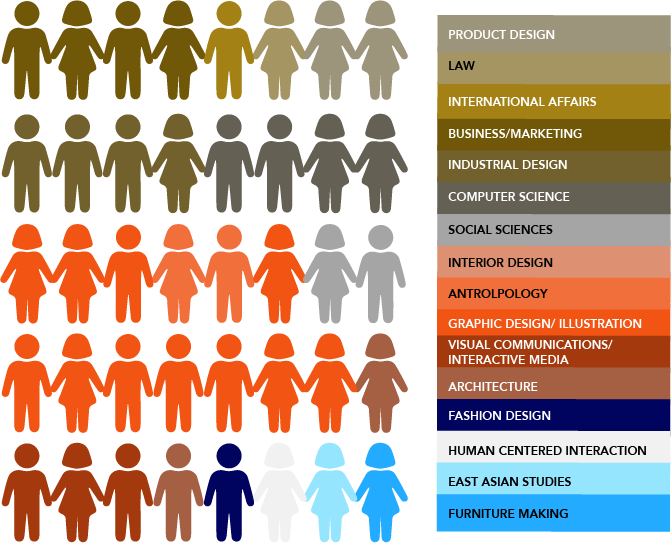 PRODUCT DESIGN
LAW
INTERNATIONAL AFFAIRS
BUSINESS/MARKETING
INDUSTRIAL DESIGN
COMPUTER SCIENCE
SOCIAL SCIENCES
INTERIOR DESIGN
ANTROLPOLOGY
GRAPHIC DESIGN/ ILLUSTRATION
VISUAL COMMUNICATIONS/
INTERACTIVE MEDIA
ARCHITECTURE
FASHION DESIGN
HUMAN CENTERED INTERACTION
EAST ASIAN STUDIES
FURNITURE MAKING